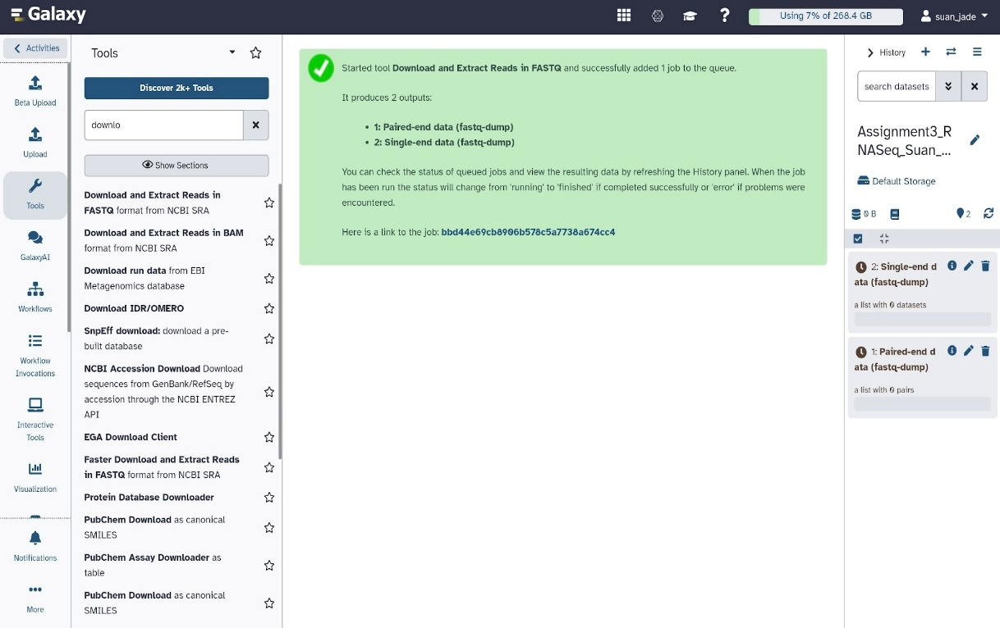 Galaxy
Using 7% of 268.4 GB
suan_jade
Activities
Beta Upload
Upload
Tools
GalaxyAI
Workflows
Workflow
Invocations
Interactive
Tools
Visualization
Notifications
More
Tools
Discover 2k+ Tools
downlo
Show Sections
Download and Extract Reads in
FASTQ format from NCBI SRA
Download and Extract Reads in BAM
format from NCBI SRA
Download run data from EBI
Metagenomics database
Download IDR/OMERO
SnpEff download: download a pre-
built database
NCBI Accession Download Download
sequences from GenBank/RefSeq by
accession through the NCBI ENTREZ
API
EGA Download Client
Faster Download and Extract Reads
in FASTQ format from NCBI SRA
Protein Database Downloader
PubChem Download as canonical
SMILES
PubChem Assay Downloader as
table
PubChem Download as canonical
SMILES
Started tool Download and Extract Reads in FASTQ and successfully added 1 job to the queue.
It produces 2 outputs:
• 1: Paired-end data (fastq-dump)
• 2: Single-end data (fastq-dump)
You can check the status of queued jobs and view the resulting data by refreshing the History panel. When the job
has been run the status will change from 'running' to 'finished' if completed successfully or 'error' if problems were
encountered.
Here is a link to the job: bbd44e69cb8906b578c5a7738a674cc4
History
search datasets
Assignment3_R
NASeq_Suan_...
Default Storage
0 B
2
2: Single-end d
ata (fastq-dump)
a list with 0 datasets
1: Paired-end d
ata (fastq-dump)
a list with 0 pairs